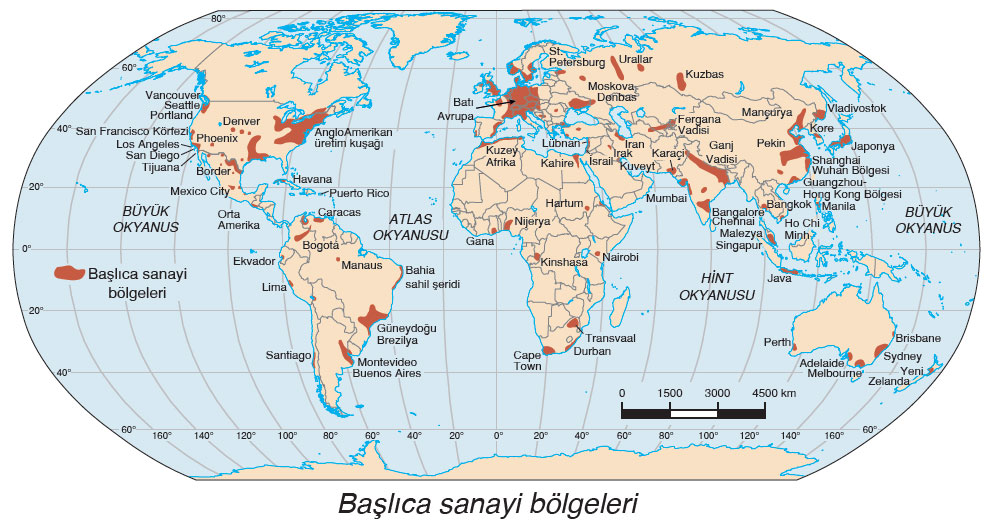 80°
60°
40°
20°
0°
20°
40°
60°
Vancouver
Seattle
Portland
San Francisco Körfezi
Los Angeles
San Diego
Tijuana
Phoenix
Denver
Border
Mexico City
AngloAmerikan
üretim kuşağı
Havana
Puerto Rico
Orta
Amerika
Caracas
Bogota
Ekvador
Manaus
Lima
Bahia
sahil şeridi
Güneydoğu
Brezilya
Santiago
Montevideo
Buenos Aires
BÜYÜK
OKYANUS
ATLAS
OKYANUSU
Başlıca sanayi
bölgeleri
St.
Petersburg
Urallar
Kuzbas
Moskova
Donbas
Batı
Avrupa
Kuzey
Afrika
Lübnan
Kahire
Israil
Iran
Irak
Kuveyt
Karaçi
Fergana
Vadisi
Ganj
Vadisi
Mumbai
Bangalore
Chennai
Malezya
Singapur
Mançurya
Vladivostok
Kore
Japonya
Pekin
Shanghai
Wuhan Bölgesi
Guangzhou-
Hong Kong Bölgesi
Manila
Bangkok
Ho Chi
Minh
Java
Hartum
Nijerya
Gana
Kinshasa
Nairobi
Transvaal
Durban
Cape
Town
HİNT
OKYANUSU
BÜYÜK
OKYANUS
Perth
Brisbane
Sydney
Adelaide
Melbourne
Yeni
Zelanda
0 1500 3000 4500 km
60°
160° 140° 120° 100° 80° 60° 40° 20° 0° 20° 40° 60° 80° 100° 120° 140° 160°
Başlıca sanayi bölgeleri